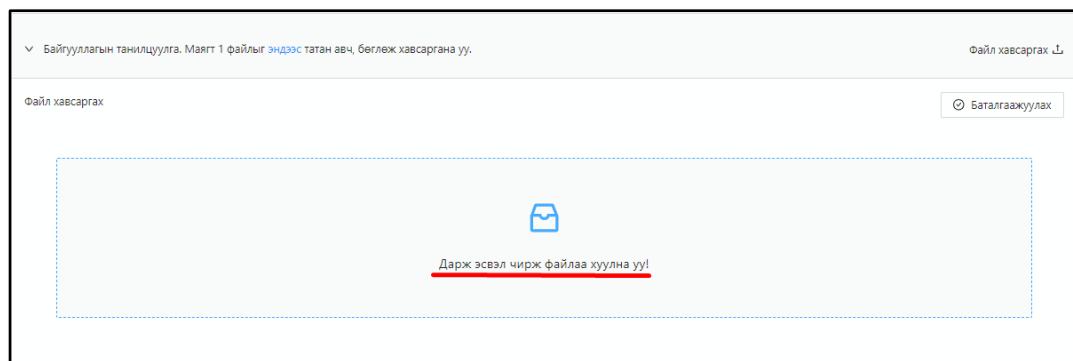 Байгууллагын танилцуулга. Маягт 1 файлыг эндээс татан авч, бөглөж хавсаргана уу.
Файл хавсаргах
Файл хавсаргах
Баталгаажуулах
Дарж эсвэл чирж файлаа хуулна уу!